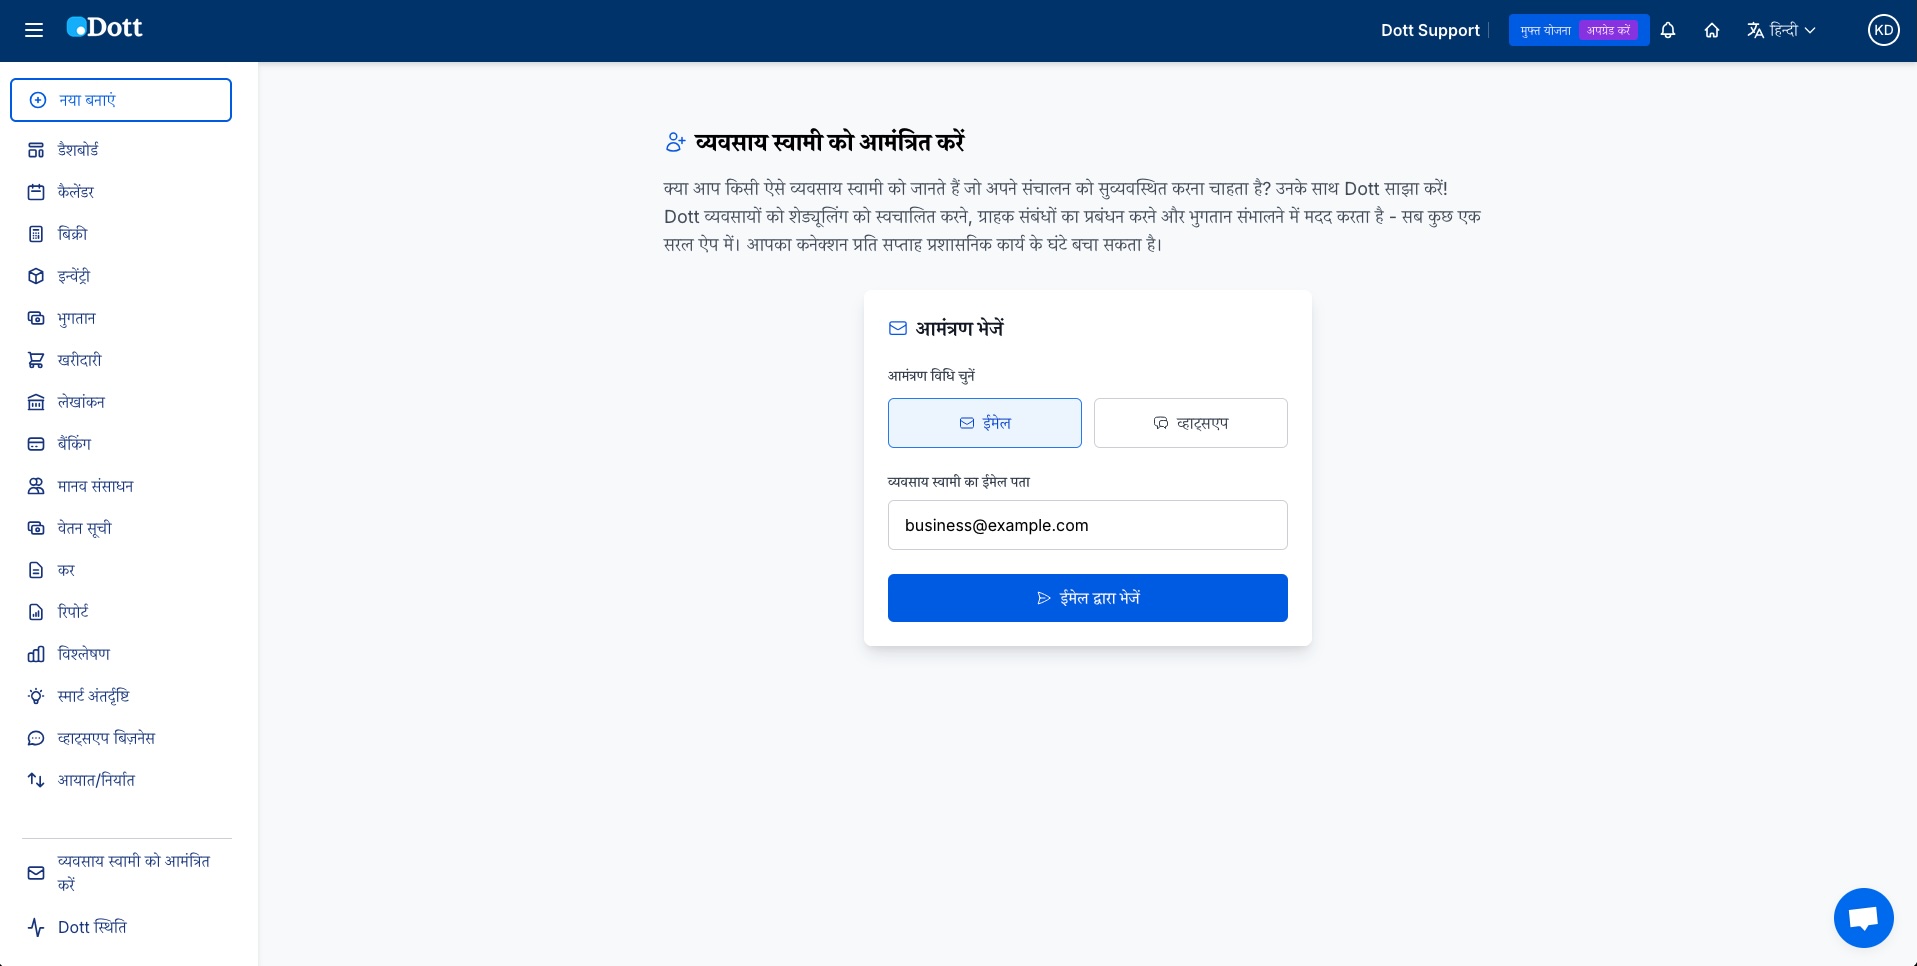 Dott
Dott Support
मुफ्त योजना
अपग्रेड करें
हिन्दी
KD
नया बनाएं
डैशबोर्ड
कैलेंडर
बिक्री
इन्वेंट्री
भुगतान
खरीदारी
लेखांकन
बैंकिंग
मानव संसाधन
वेतन सूची
कर
रिपोर्ट
विश्लेषण
स्मार्ट अंतर्दृष्टि
व्हाट्सएप बिज़नेस
आयात/निर्यात
व्यवसाय स्वामी को आमंत्रित
करें
Dott स्थिति
व्यवसाय स्वामी को आमंत्रित करें
क्या आप किसी ऐसे व्यवसाय स्वामी को जानते हैं जो अपने संचालन को सुव्यवस्थित करना चाहता है? उनके साथ Dott साझा करें!
Dott व्यवसायों को शेड्यूलिंग को स्वचालित करने, ग्राहक संबंधों का प्रबंधन करने और भुगतान संभालने में मदद करता है - सब कुछ एक
सरल ऐप में। आपका कनेक्शन प्रति सप्ताह प्रशासनिक कार्य के घंटे बचा सकता है।
आमंत्रण भेजें
आमंत्रण विधि चुनें
ईमेल
व्हाट्सएप
व्यवसाय स्वामी का ईमेल पता
business@example.com
ईमेल द्वारा भेजें